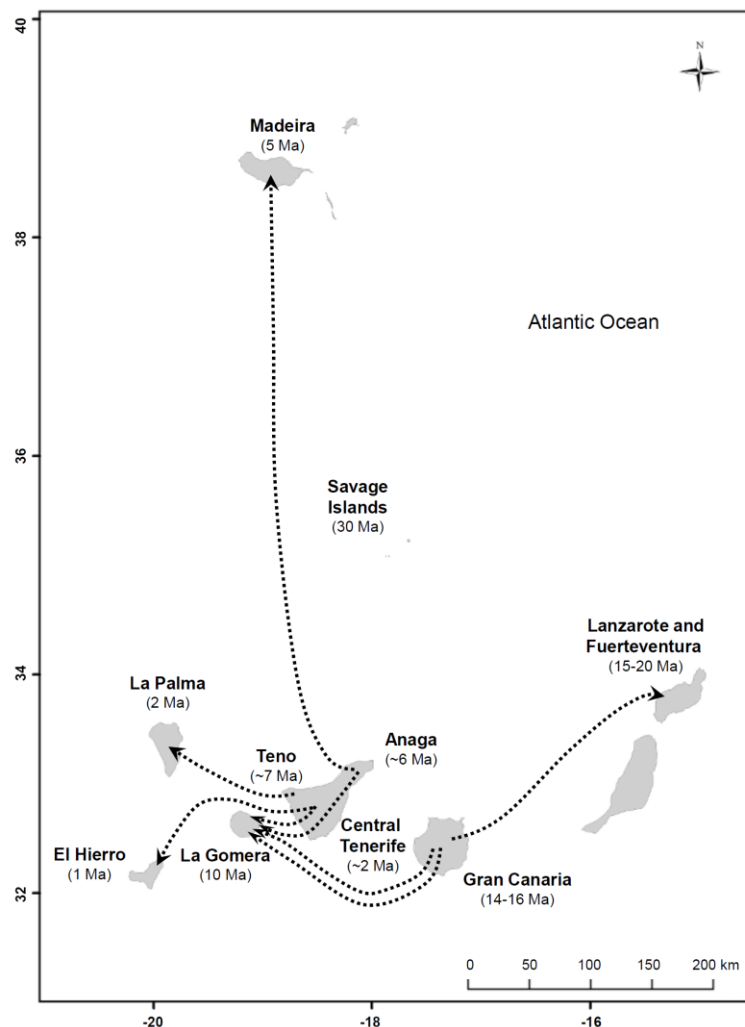 40
N
Madeira
(5 Ma)
38
Atlantic Ocean
36
Savage
Islands
(30 Ma)
Lanzarote and
Fuerteventura
(15-20 Ma)
34
La Palma
(2 Ma)
Teno
(~7 Ma)
Anaga
(~6 Ma)
Central
Tenerife
(~2 Ma)
El Hierro
(1 Ma)
La Gomera
(10 Ma)
Gran Canaria
(14-16 Ma)
32
0 50 100 150 200 km
-20 -18 -16